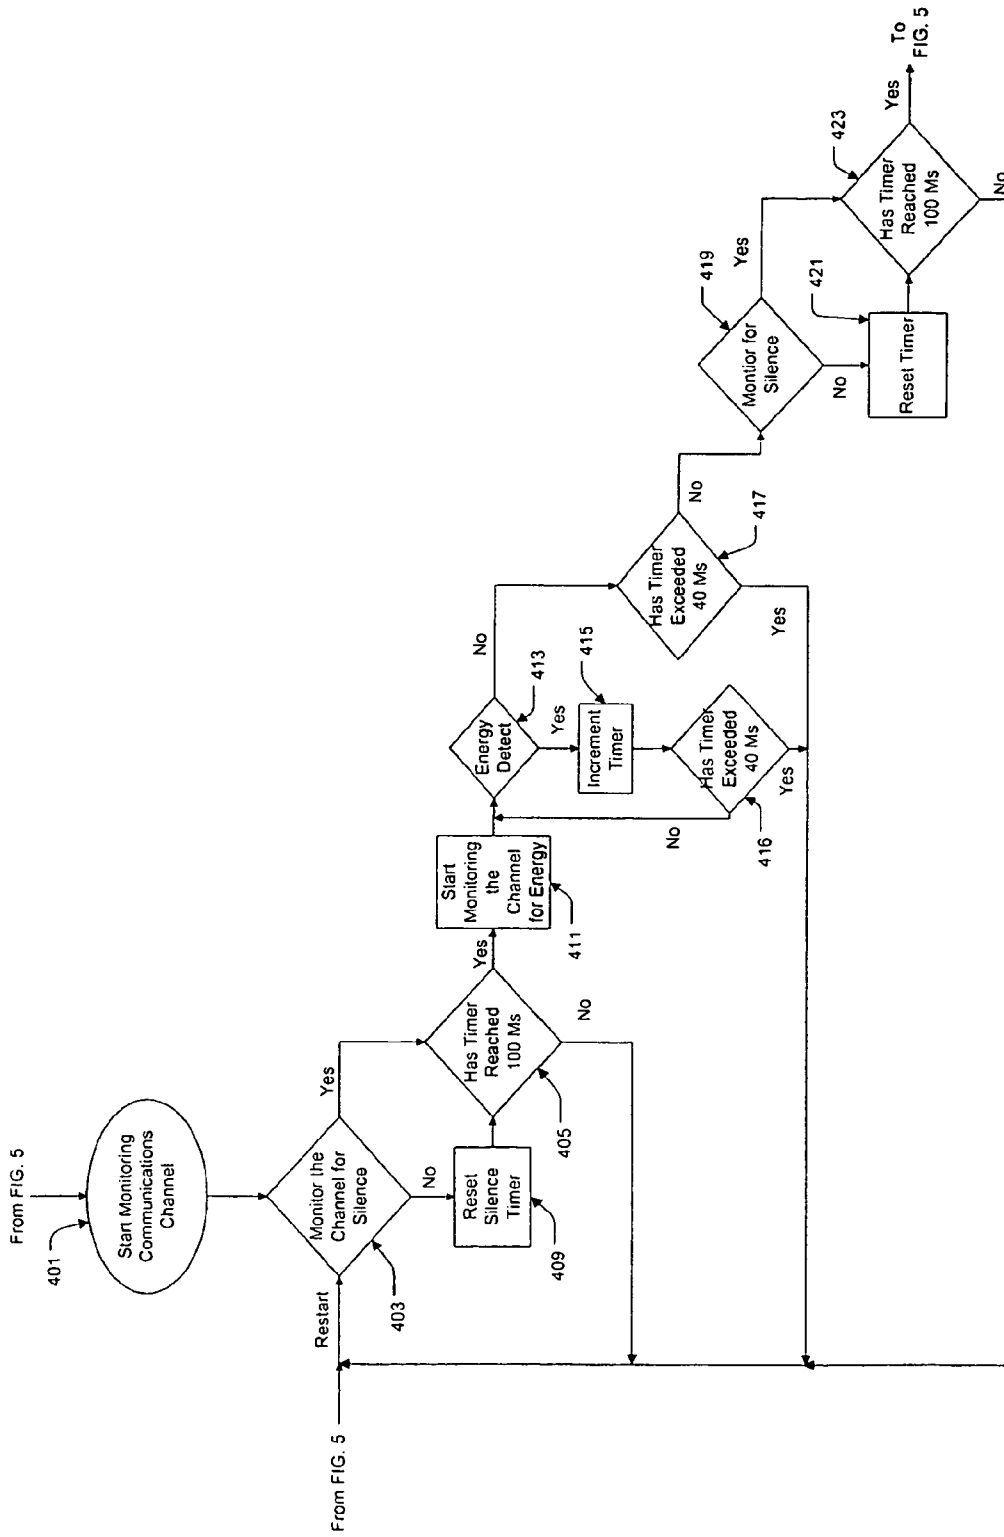 From FIG. 5
401
Start Monitoring
Communications
Channel
From FIG. 5
Restart
Monitor the
Channel for
Silence
403
Yes
No
Reset
Silence
Timer
409
Has Timer
Reached
100 Ms
405
Yes
No
Start
Monitoring
the
Channel
for Energy
411
Energy
Detect
413
No
Yes
Increment
Timer
415
Has Timer
Exceeded
40 Ms
416
No
Yes
Has Timer
Exceeded
40 Ms
417
No
Yes
Montior for
Silence
419
Yes
No
Reset Timer
421
Has Timer
Reached
100 Ms
423
Yes
No
To
FIG. 5